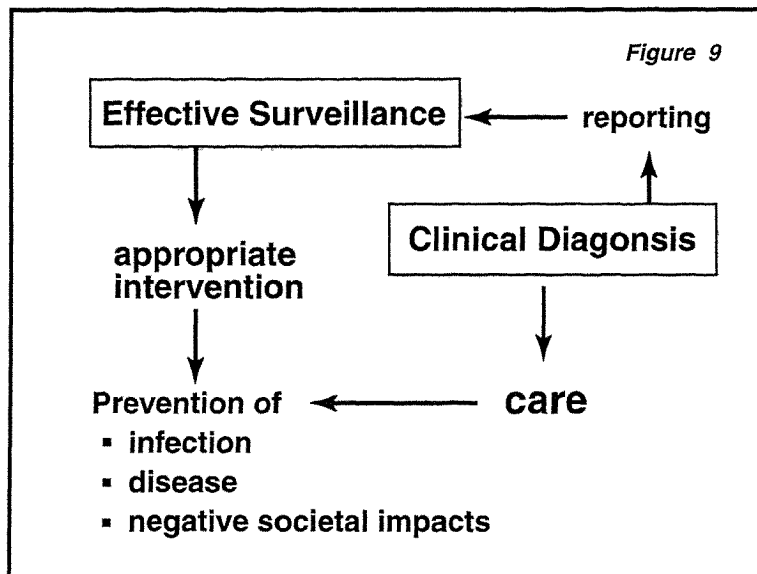 Figure 9
Effective Surveillance
reporting
Clinical Diagonsis
appropriate
intervention
care
Prevention of
▪ infection
▪ disease
▪ negative societal impacts